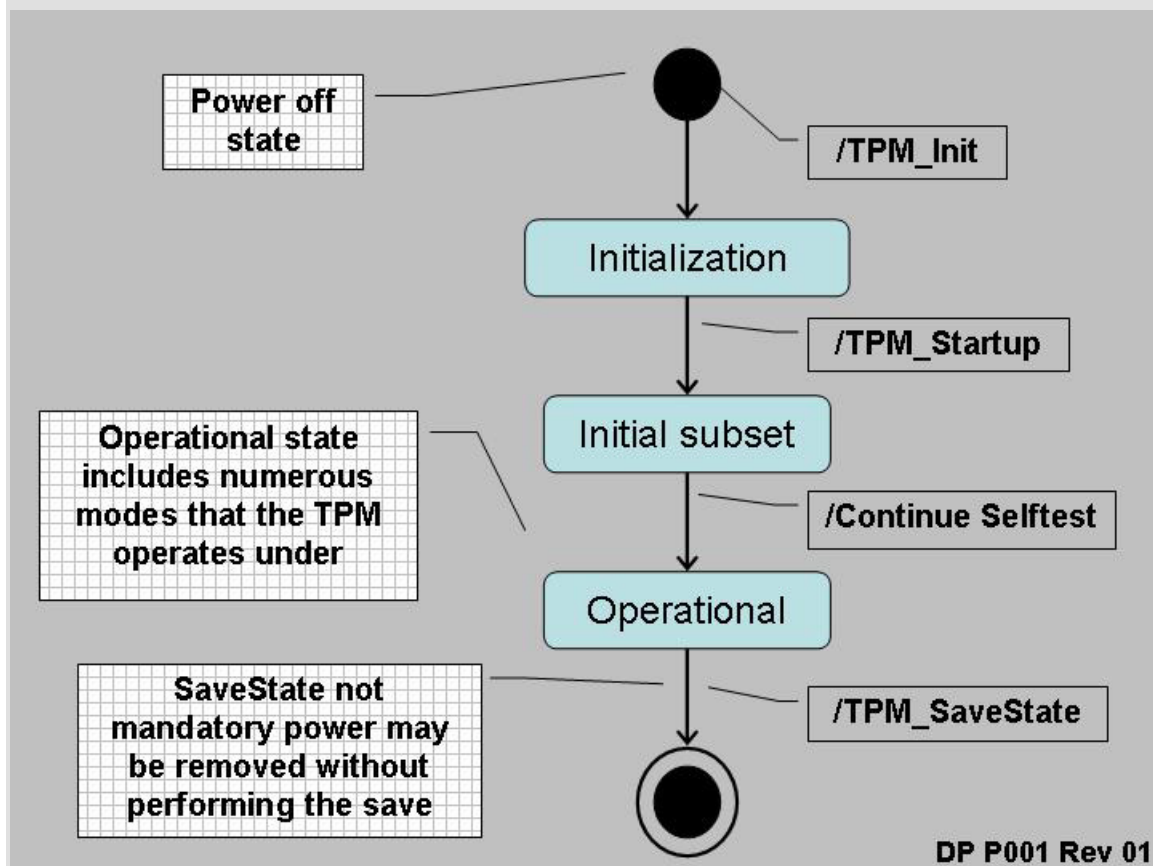 Power off
state
/TPM_Init
Initialization
/TPM_Startup
Operational state
includes numerous
modes that the TPM
operates under
Initial subset
/Continue Selftest
Operational
SaveState not
mandatory power may
be removed without
performing the save
/TPM_SaveState
DP P001 Rev 01